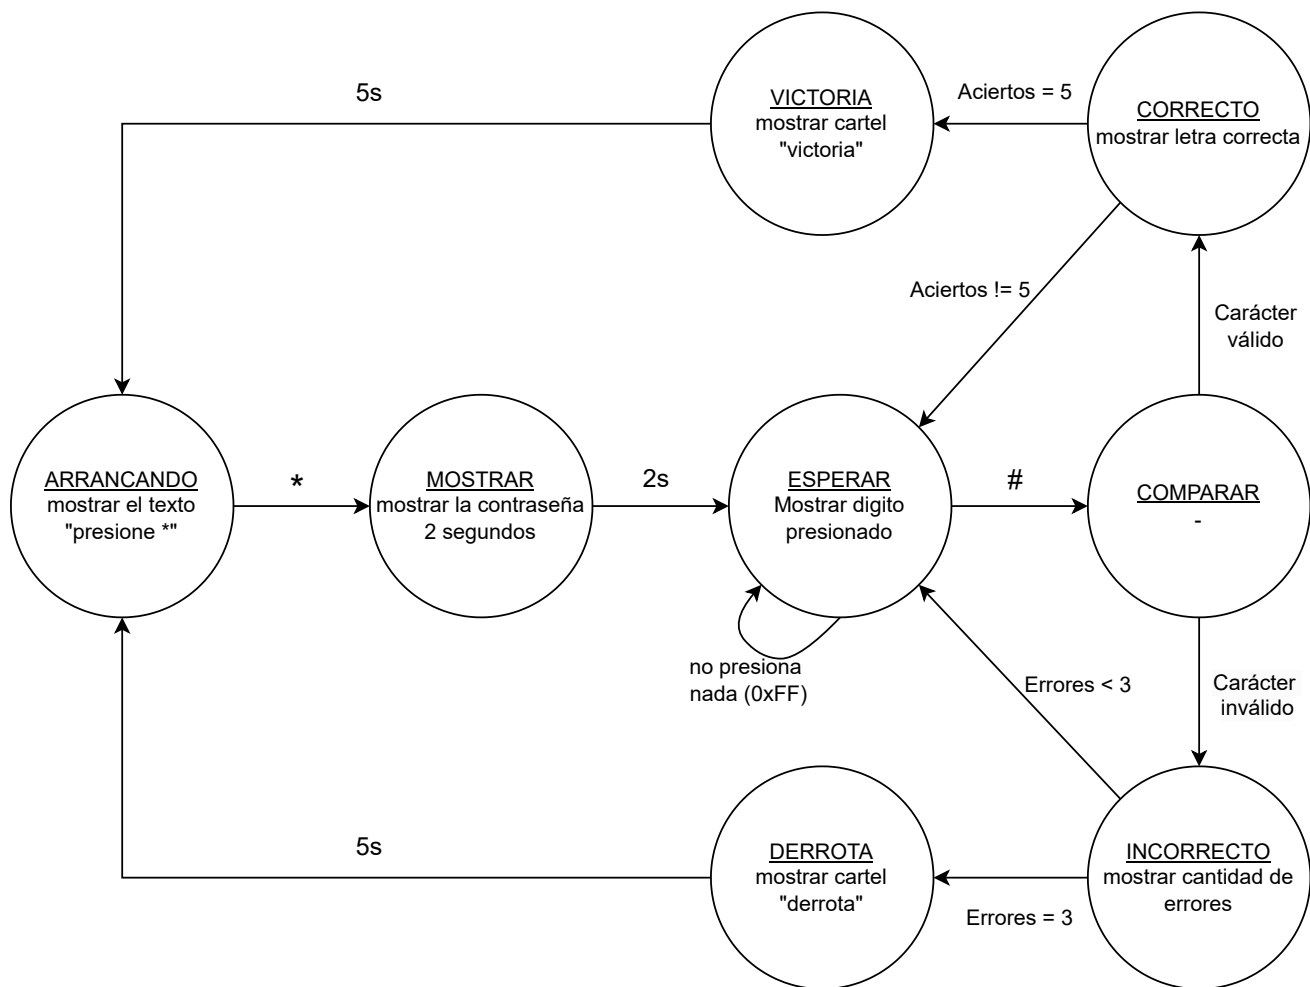 5s
VICTORIA
mostrar cartel
"victoria"
Aciertos = 5
CORRECTO
mostrar letra correcta
Aciertos != 5
Carácter
válido
ARRANCANDO
mostrar el texto
"presione *"
*
MOSTRAR
mostrar la contraseña
2 segundos
2s
ESPERAR
Mostrar digito
presionado
#
COMPARAR
-
no presiona
nada (0xFF)
Errores < 3
Carácter
inválido
5s
DERROTA
mostrar cartel
"derrota"
Errores = 3
INCORRECTO
mostrar cantidad de
errores